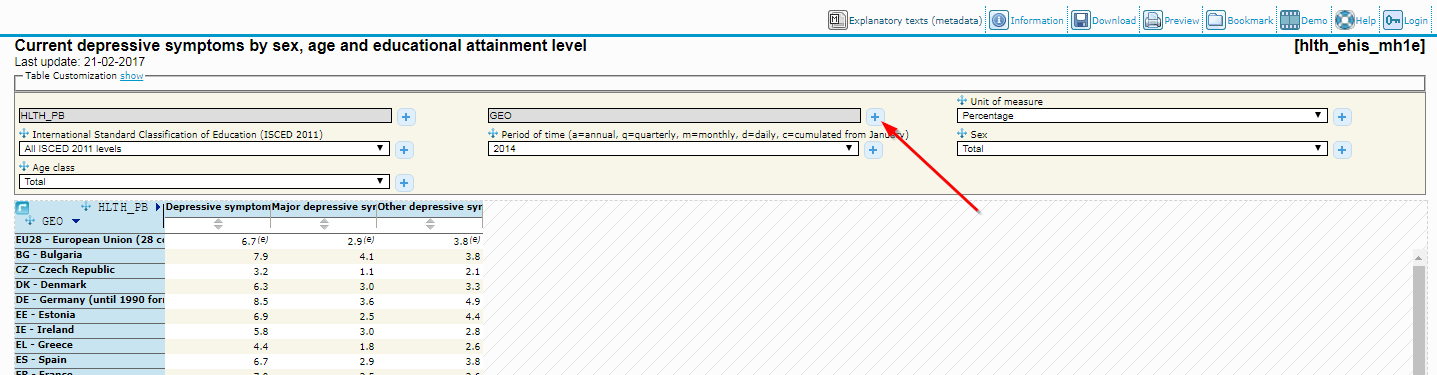 Explanatory texts (metadata) Information Download Preview Bookmark Demo Help Login
Current depressive symptoms by sex, age and educational attainment level [hlth_ehis_mh1e]
Last update: 21-02-2017
Table Customization show
Unit of measure
HLTH_PB GEO Percentage
International Standard Classification of Education (ISCED 2011) Period of time (a=annual, q=quarterly, m=monthly, d=daily, c=cumulated from January) Sex
All ISCED 2011 levels 2014 Total
Age class
Total
HLTH_PB Depressive symptom Major depressive syr Other depressive syr
GEO
EU28 - European Union (28 co 6.7(e) 2.9(e) 3.8(e)
BG - Bulgaria 7.9 4.1 3.8
CZ - Czech Republic 3.2 1.1 2.1
DK - Denmark 6.3 3.0 3.3
DE - Germany (until 1990 forr 8.5 3.6 4.9
EE - Estonia 6.9 2.5 4.4
IE - Ireland 5.8 3.0 2.8
EL - Greece 4.4 1.8 2.6
ES - Spain 6.7 2.9 3.8
FR - France